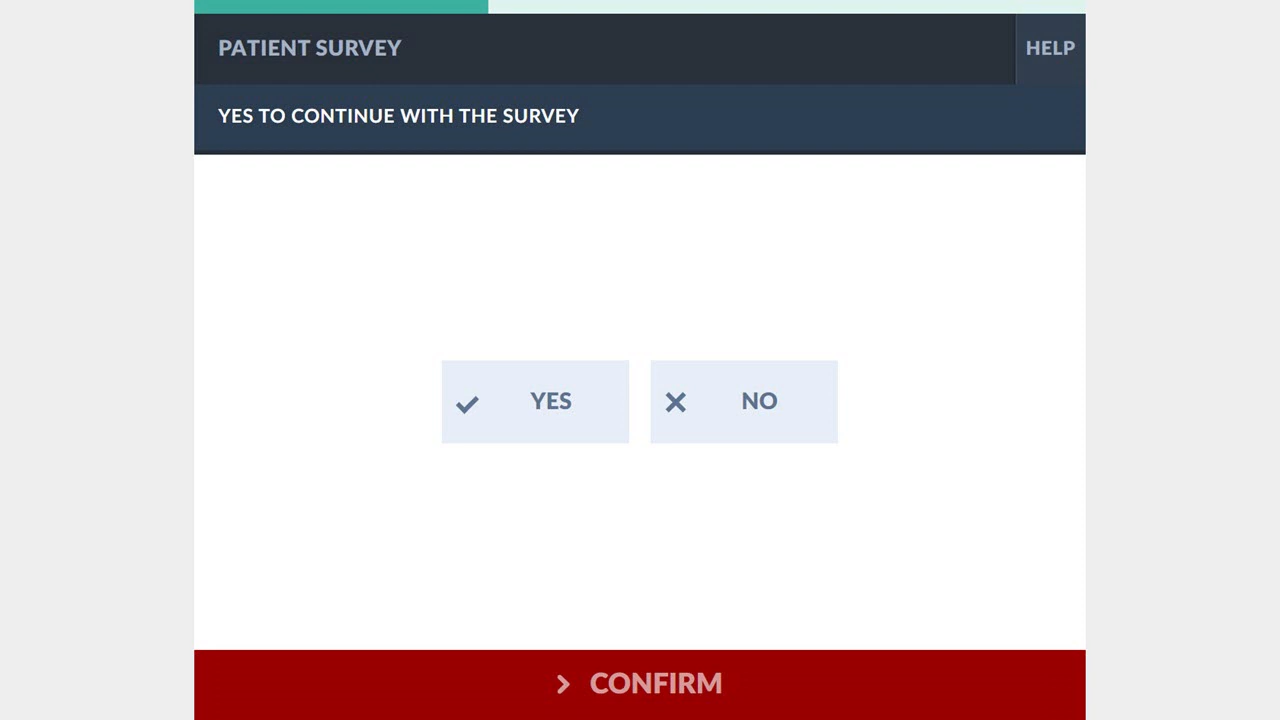 PATIENT SURVEY
HELP
YES TO CONTINUE WITH THE SURVEY
YES
NO
CONFIRM